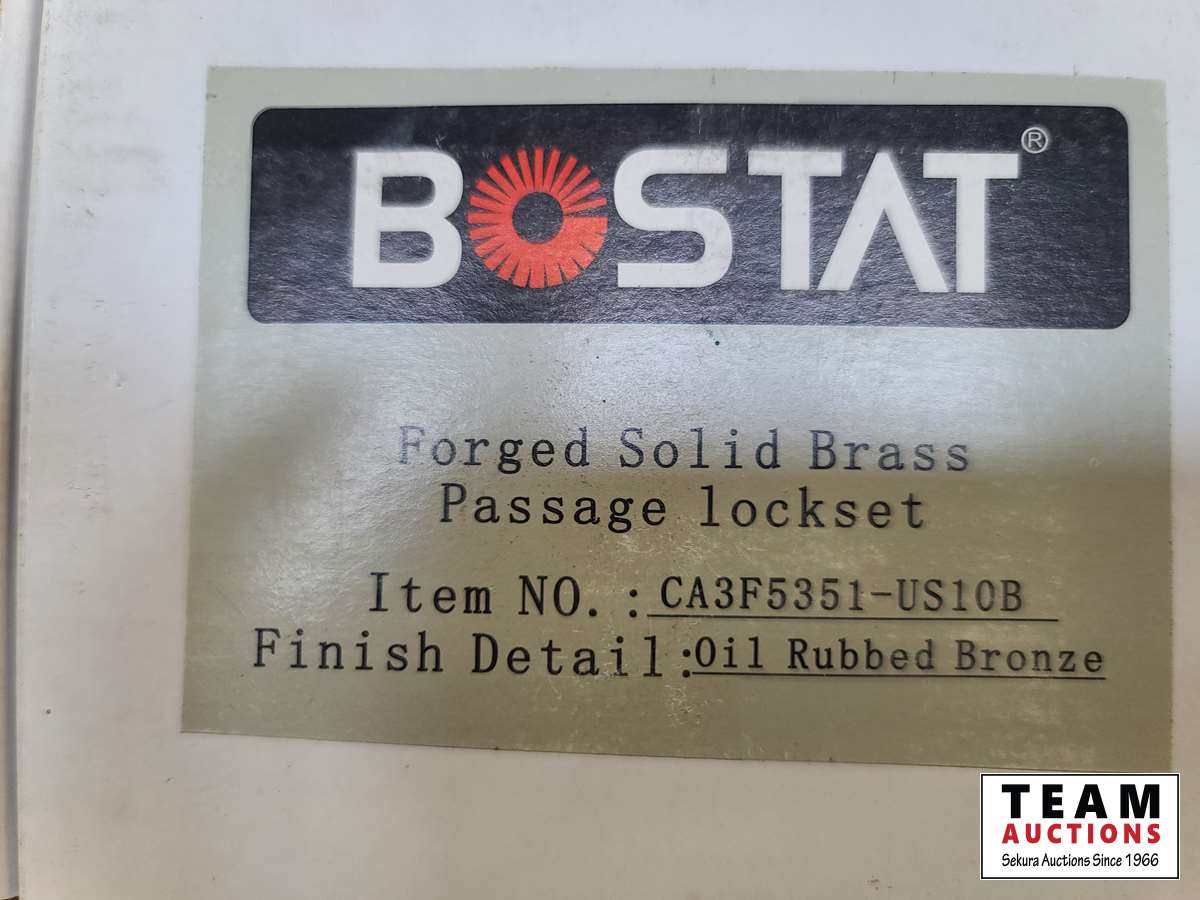 BOSTAT®
Forged Solid Brass
Passage lockset
Item NO.: CA3F5351-US10B
Finish Detail:Oil Rubbed Bronze
TEAM
AUCTIONS
Sekura Auctions Since 1966